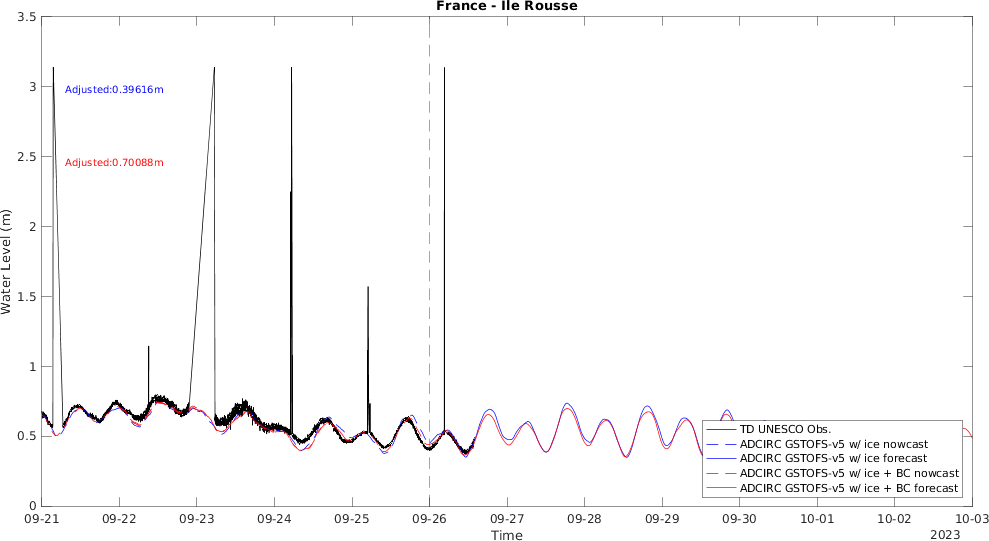 France - Ile Rousse
Water Level (m)
3.5
3
2.5
2
1.5
1
0.5
0
Adjusted:0.39616m
Adjusted:0.70088m
TD UNESCO Obs.
ADCIRC GSTOFS-v5 w/ ice nowcast
ADCIRC GSTOFS-v5 w/ ice forecast
ADCIRC GSTOFS-v5 w/ ice + BC nowcast
ADCIRC GSTOFS-v5 w/ ice + BC forecast
09-21 09-22 09-23 09-24 09-25 09-26 09-27 09-28 09-29 09-30 10-01 10-02 10-03
Time
2023